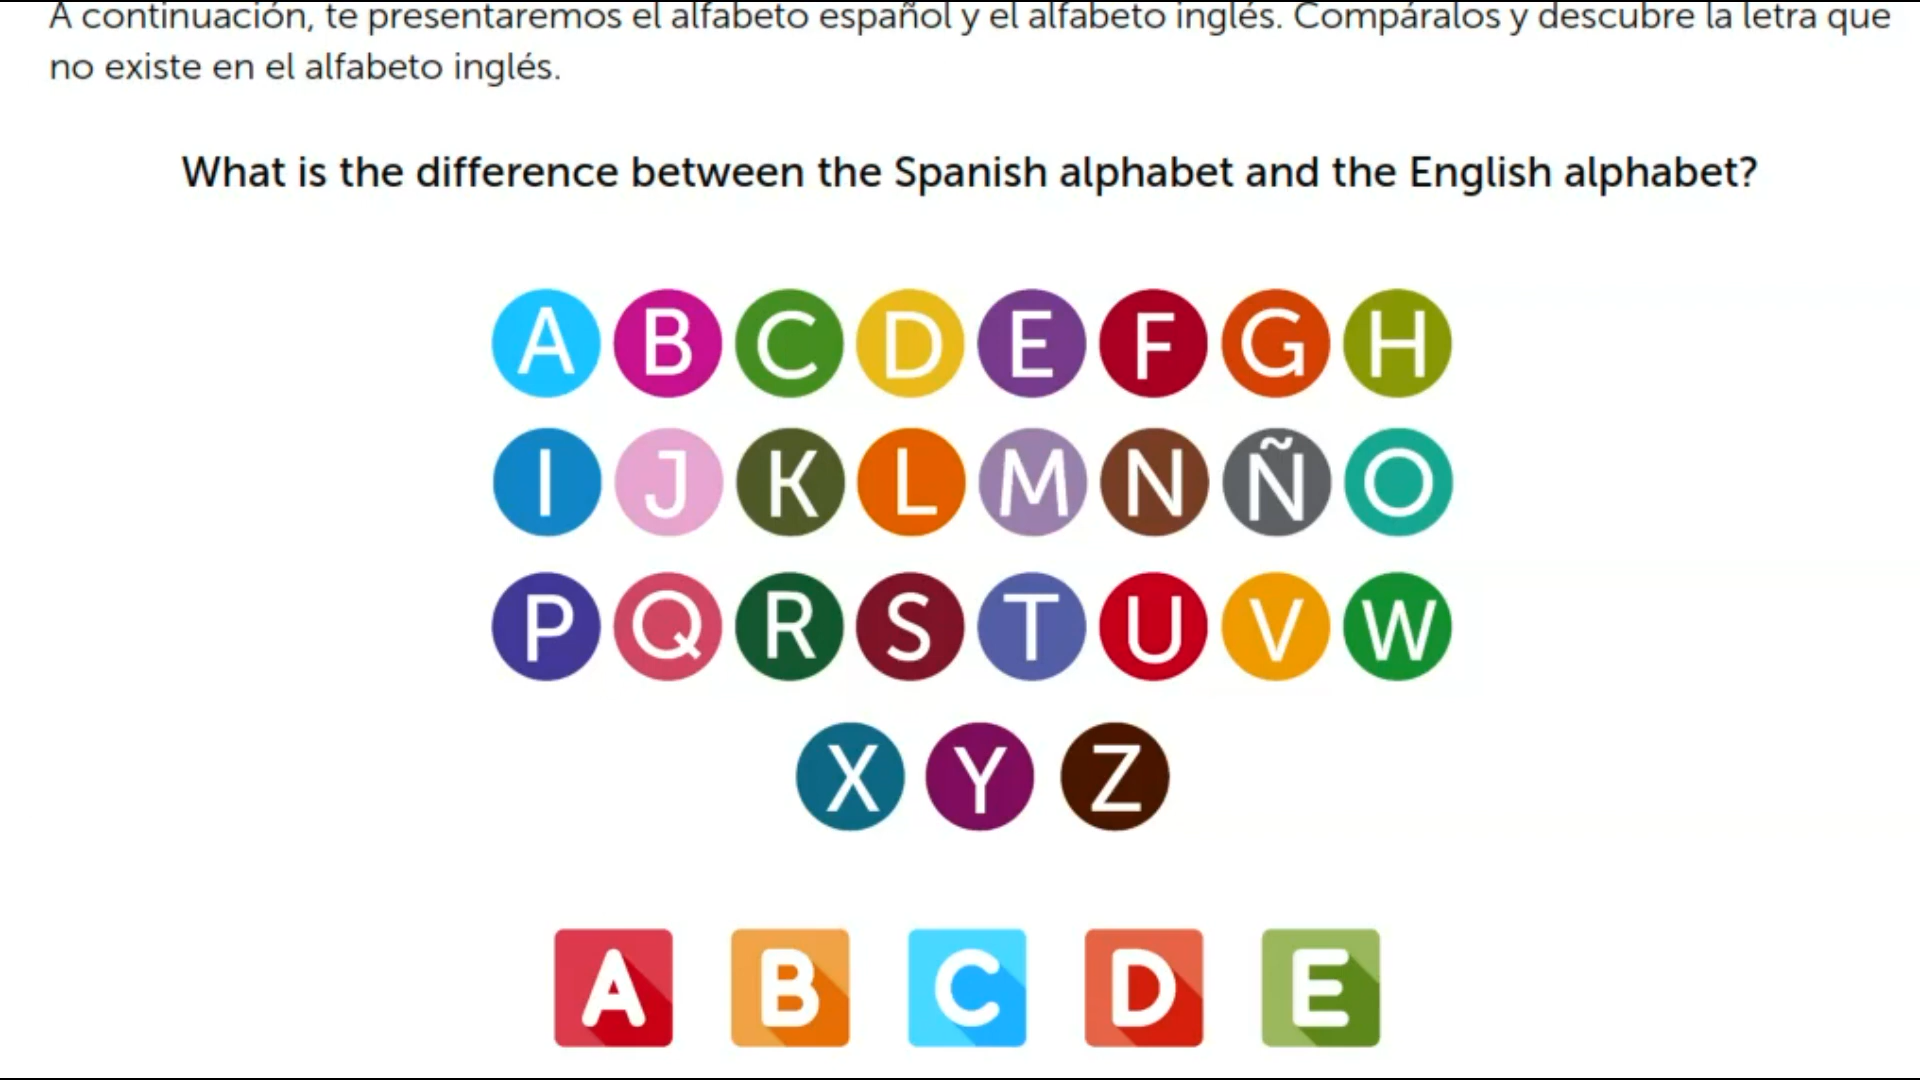 A continuación, te presentaremos el alfabeto español y el alfabeto inglés. Compáralos y descubre la letra que
no existe en el alfabeto inglés.
What is the difference between the Spanish alphabet and the English alphabet?
A B C D E F G H
I J K L M N Ñ O
P Q R S T U V W
X Y Z
A B C D E